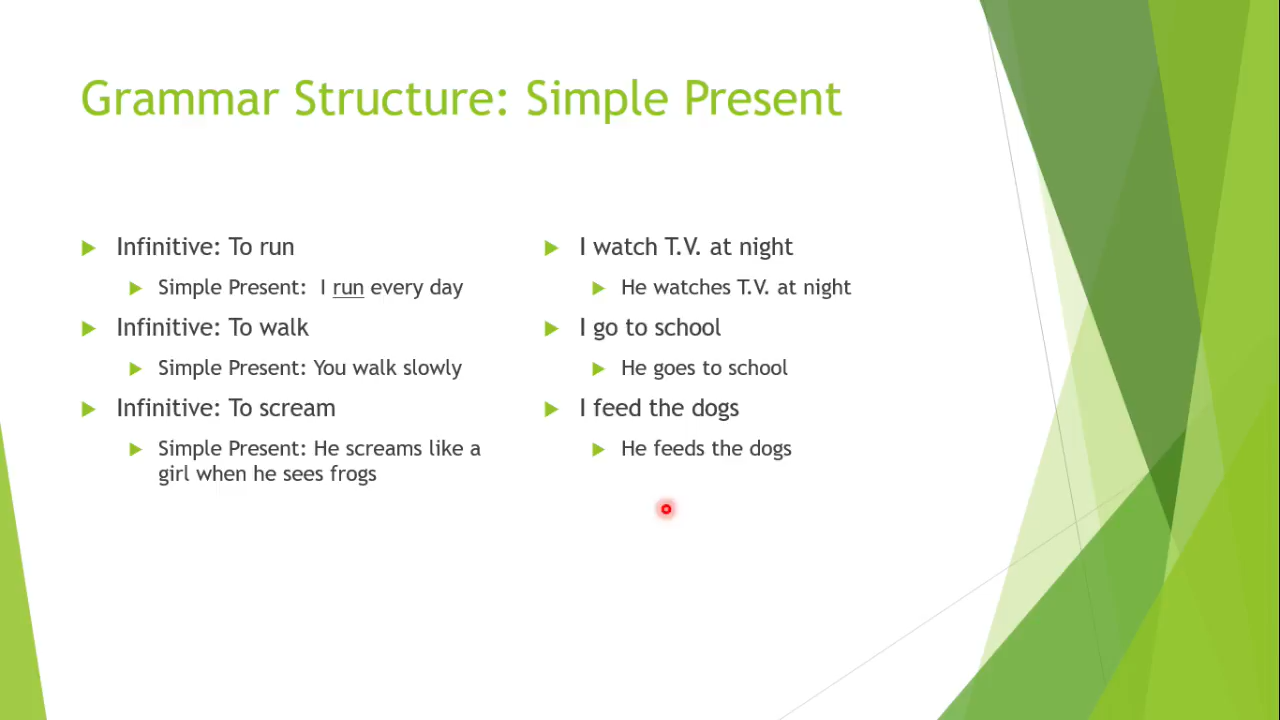 Grammar Structure: Simple Present
Infinitive: To run
Simple Present: I run every day
Infinitive: To walk
Simple Present: You walk slowly
Infinitive: To scream
Simple Present: He screams like a
girl when he sees frogs
I watch T.V. at night
He watches T.V. at night
I go to school
He goes to school
I feed the dogs
He feeds the dogs